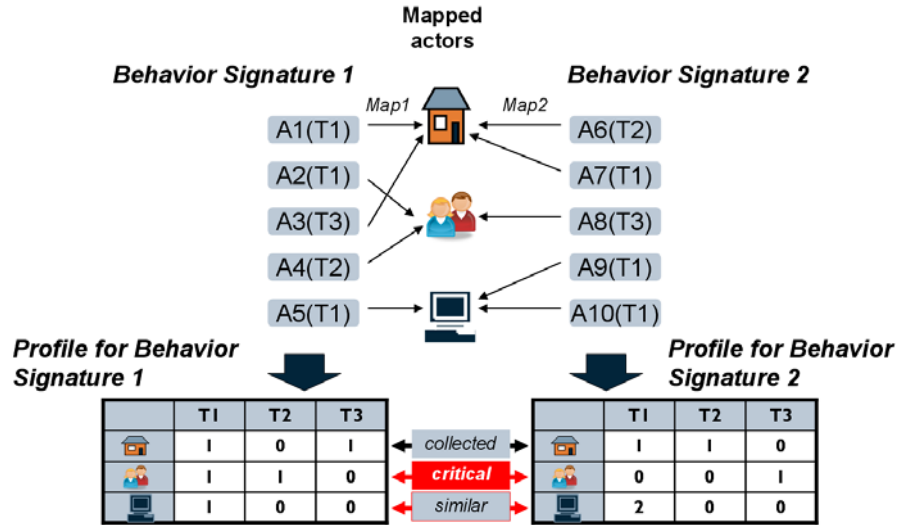 Mapped
actors
Behavior Signature 1
Behavior Signature 2
Map1
Map2
A1(T1)
A6(T2)
A2(T1)
A7(T1)
A3(T3)
A8(T3)
A4(T2)
A9(T1)
A5(T1)
A10(T1)
Profile for Behavior
Signature 1
Profile for Behavior
Signature 2
T1 T2 T3
1 0 1
1 1 0
1 0 0
collected
critical
similar
T1 T2 T3
1 1 0
0 0 1
2 0 0